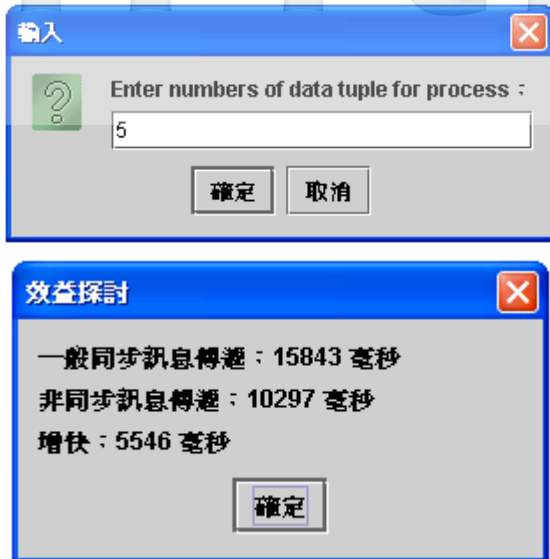 輸入
Enter numbers of data tuple for process：
5
確定 取消
效益探討
一般同步訊息傳遞：15843 毫秒
非同步訊息傳遞：10297 毫秒
增快：5546 毫秒
確定